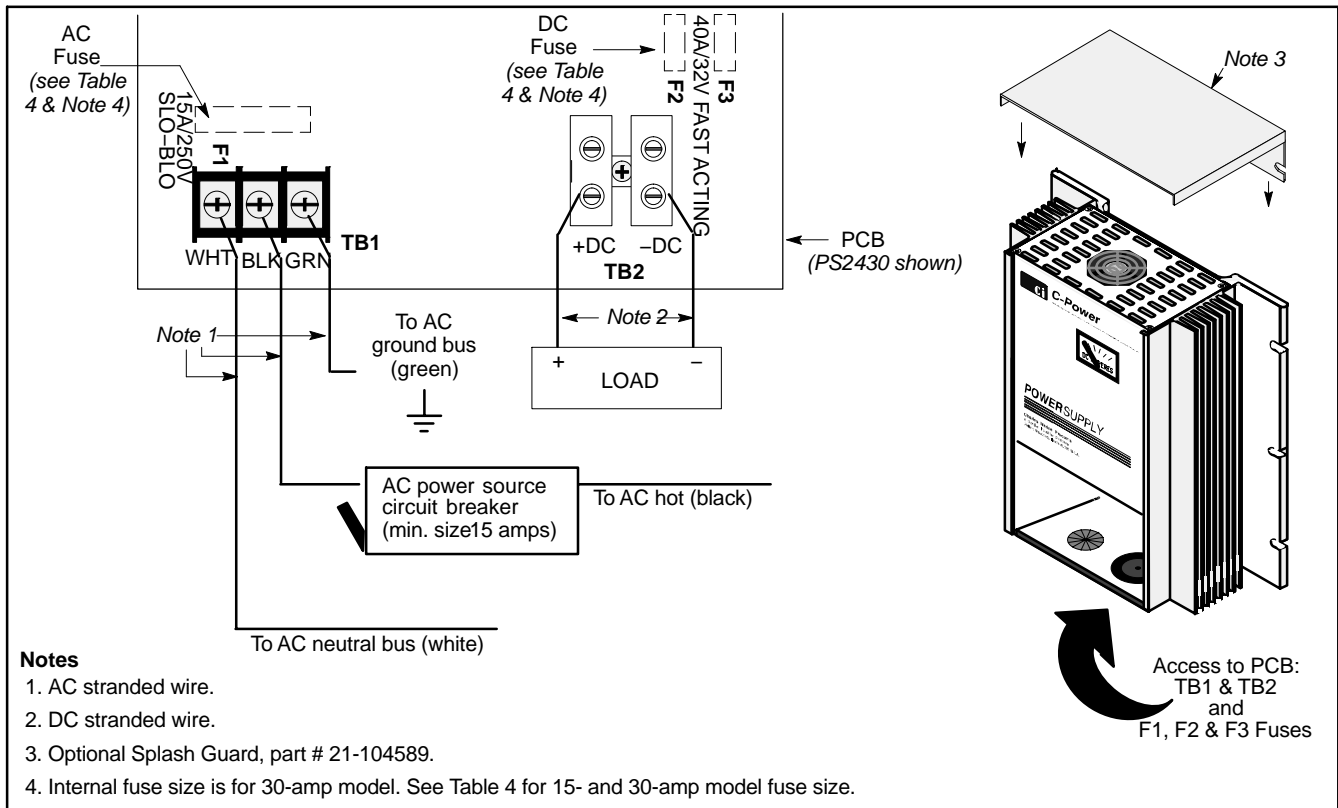 AC
Fuse
(see Table
4 & Note 4)
15A/250V
SLO–BLO
F1
WHT
BLK
GRN
TB1
DC
Fuse
(see Table
4 & Note 4)
F2
F3
40A/32V FAST ACTING
+DC
–DC
TB2
PCB
(PS2430 shown)
Note 1
Note 2
To AC
ground bus
(green)
+
–
LOAD
AC power source
circuit breaker
(min. size15 amps)
To AC hot (black)
To AC neutral bus (white)
Note 3
C-Power
DC
POWERSUPPLY
Access to PCB:
TB1 & TB2
and
F1, F2 & F3 Fuses
Notes
1. AC stranded wire.
2. DC stranded wire.
3. Optional Splash Guard, part # 21-104589.
4. Internal fuse size is for 30-amp model. See Table 4 for 15- and 30-amp model fuse size.